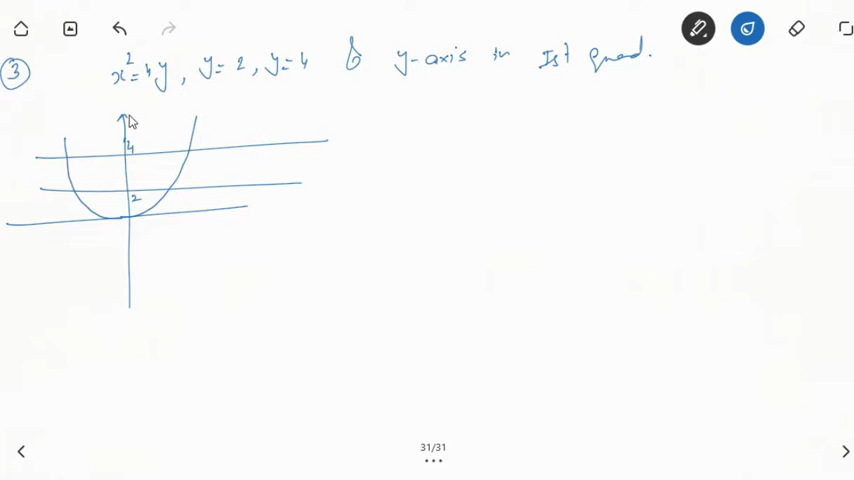 ③ x² = 4y, y = 2, y = 4 & y-axis in Ist quad.
4
2
31/31